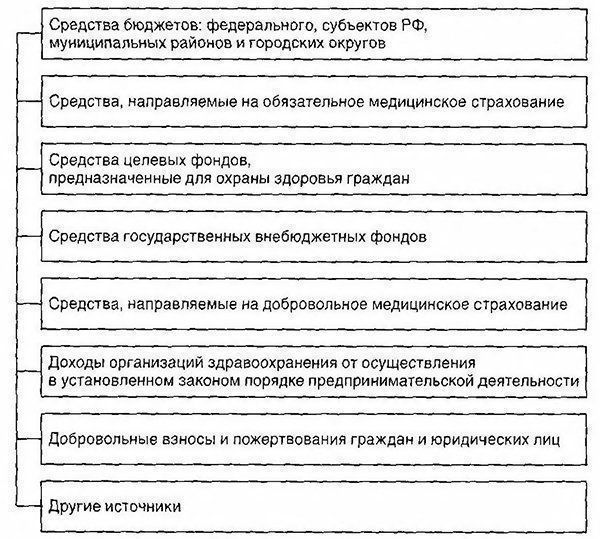 Средства бюджетов: федерального, субъектов РФ,
муниципальных районов и городских округов
Средства, направляемые на обязательное медицинское страхование
Средства целевых фондов,
предназначенные для охраны здоровья граждан
Средства государственных внебюджетных фондов
Средства, направляемые на добровольное медицинское страхование
Доходы организаций здравоохранения от осуществления
в установленном законом порядке предпринимательской деятельности
Добровольные взносы и пожертвования граждан и юридических лиц
Другие источники